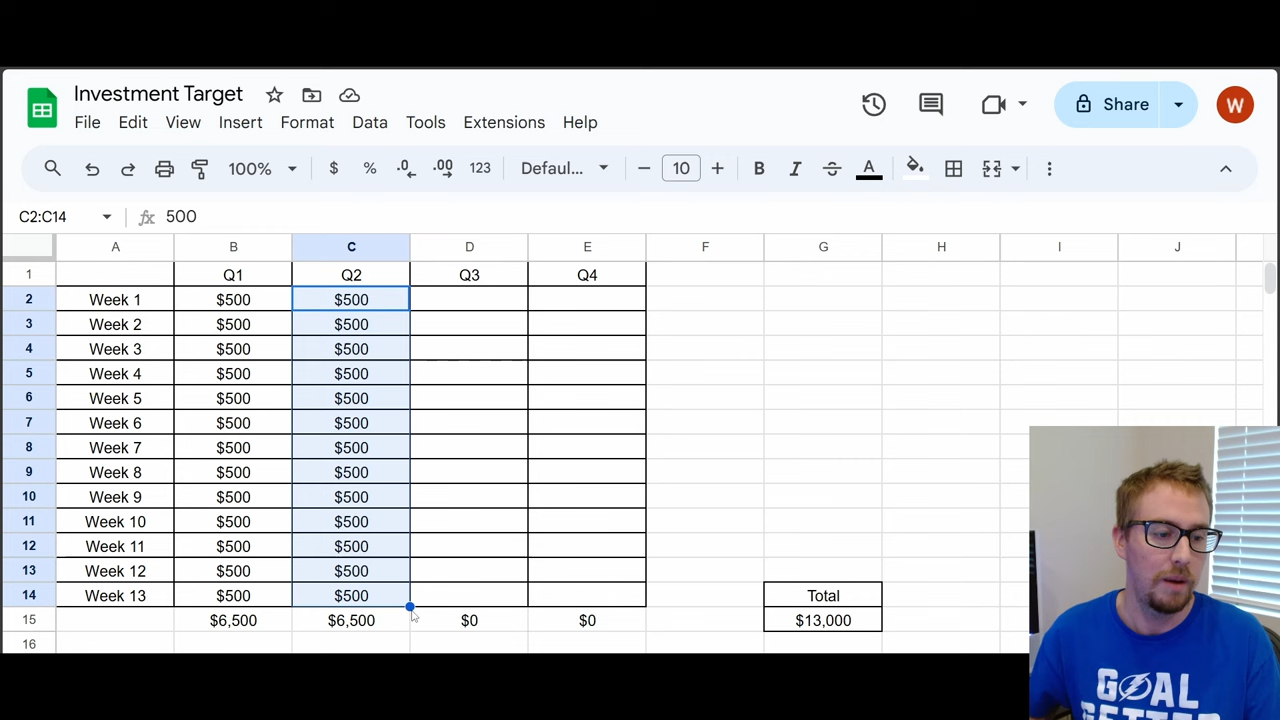 Investment Target
File Edit View Insert Format Data Tools Extensions Help
Share
W
100% $ % .0 .00 123 Defaul... 10 B I A
C2:C14 fx 500
A B C D E F G H I J
1 Q1 Q2 Q3 Q4
2 Week 1 $500 $500
3 Week 2 $500 $500
4 Week 3 $500 $500
5 Week 4 $500 $500
6 Week 5 $500 $500
7 Week 6 $500 $500
8 Week 7 $500 $500
9 Week 8 $500 $500
10 Week 9 $500 $500
11 Week 10 $500 $500
12 Week 11 $500 $500
13 Week 12 $500 $500
14 Week 13 $500 $500 Total
15 $6,500 $6,500 $0 $0 $13,000
16
GOAL
GETTER